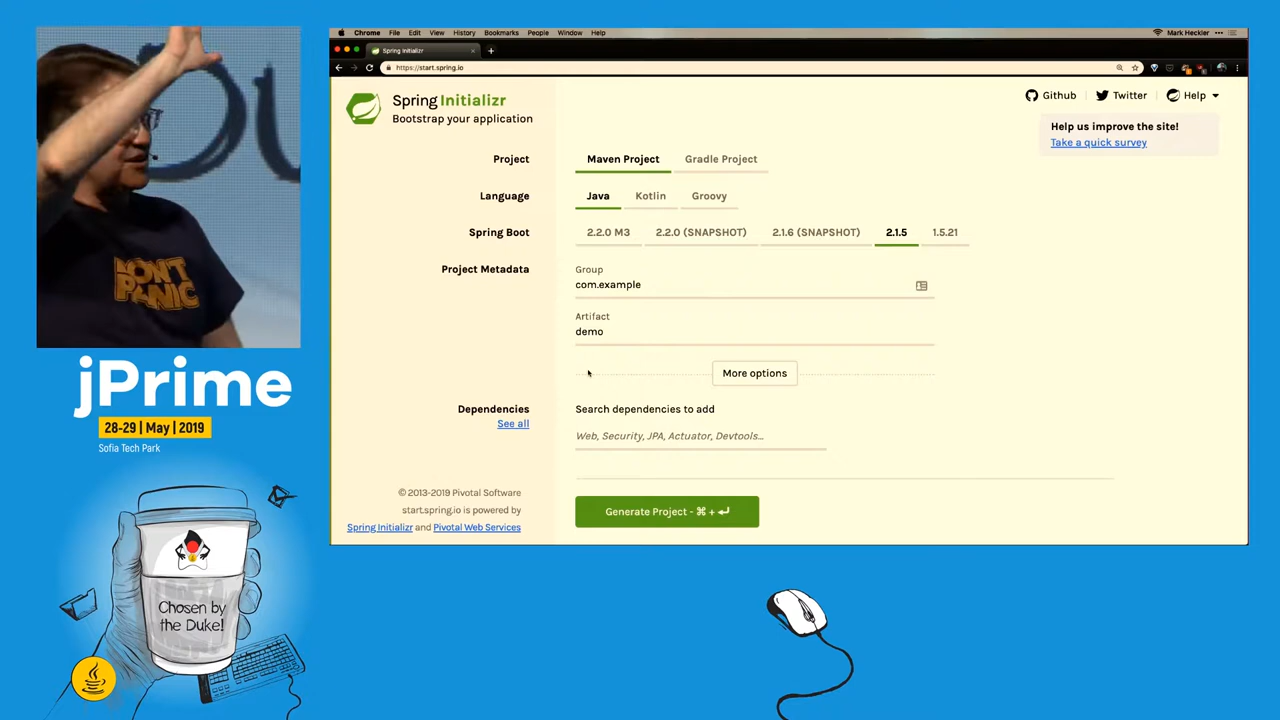 DON'T
PANIC
jPrime
28-29 | May | 2019
Sofia Tech Park
Chosen by
the Duke!
Chrome File Edit View History Bookmarks People Window Help
Mark Heckler
Spring Initializr
https://start.spring.io
Spring Initializr
Bootstrap your application
Github Twitter Help
Help us improve the site!
Take a quick survey
Project Maven Project Gradle Project
Language Java Kotlin Groovy
Spring Boot 2.2.0 M3 2.2.0 (SNAPSHOT) 2.1.6 (SNAPSHOT) 2.1.5 1.5.21
Project Metadata Group
com.example
Artifact
demo
More options
Dependencies Search dependencies to add
See all
Web, Security, JPA, Actuator, Devtools...
© 2013-2019 Pivotal Software
start.spring.io is powered by
Spring Initializr and Pivotal Web Services
Generate Project - ⌘ + ↵